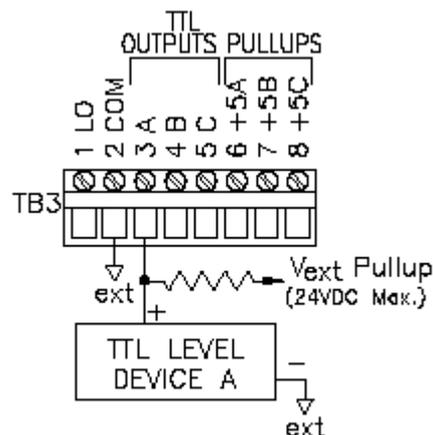 TTL
OUTPUTS PULLUPS
1 LO
2 COM
3 A
4 B
5 C
6 +5A
7 +5B
8 +5C
TB3
ext
Vext Pullup
(24VDC Max.)
+
TTL LEVEL
DEVICE A
−
ext